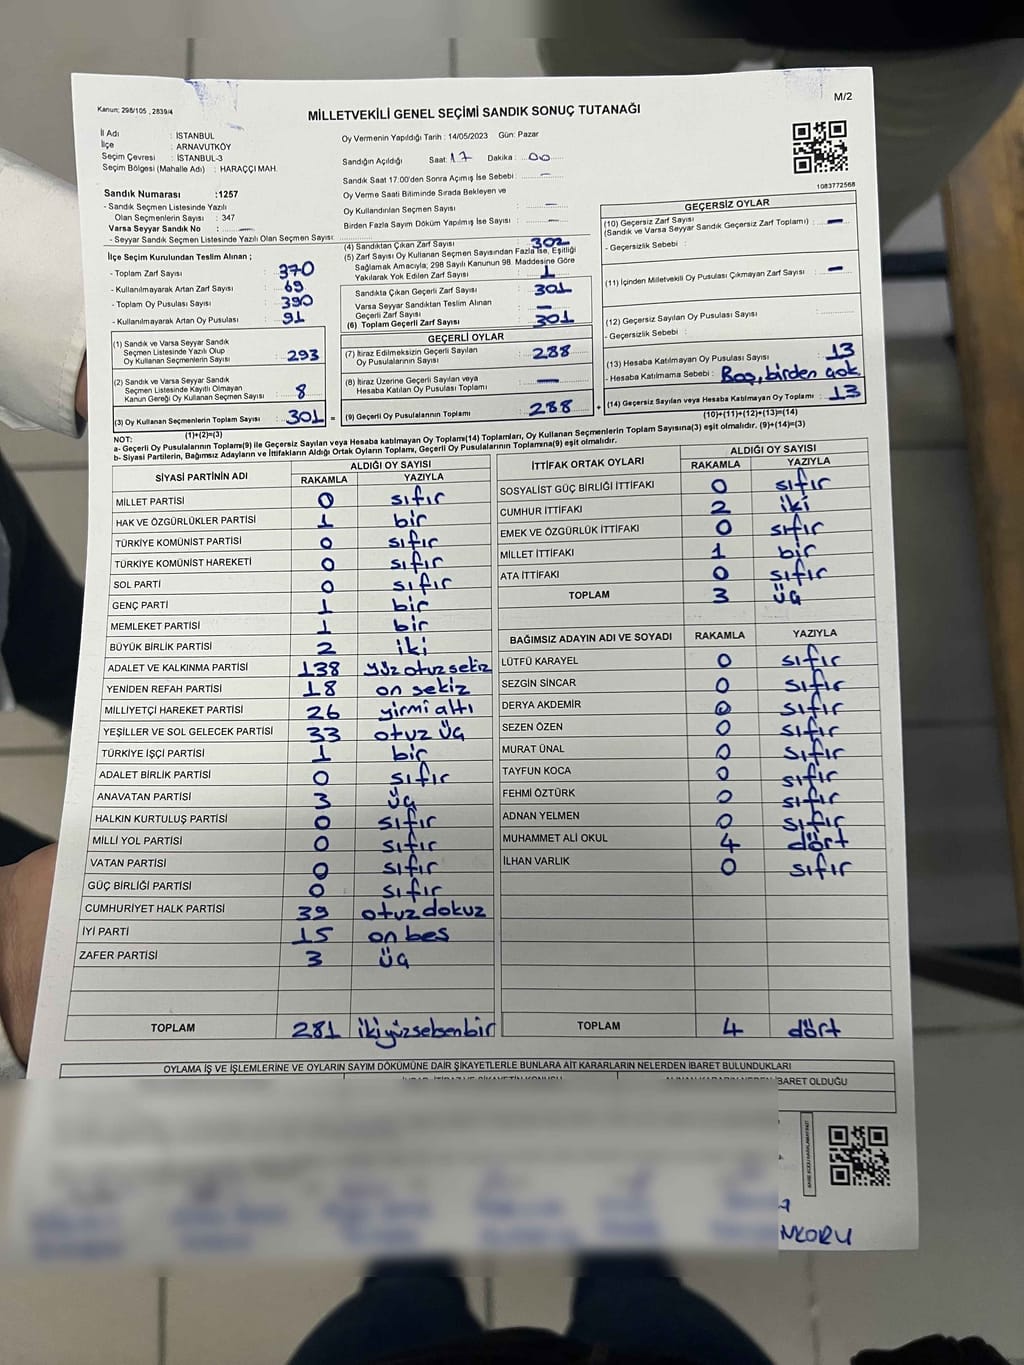 Kanun: 298/105 , 2839/4
MİLLETVEKİLİ GENEL SEÇİMİ SANDIK SONUÇ TUTANAĞI
M/2
İl Adı : İSTANBUL
İlçe : ARNAVUTKÖY
Seçim Çevresi : İSTANBUL-3
Seçim Bölgesi (Mahalle Adı) : HARAÇÇI MAH.
Sandık Numarası :1257
- Sandık Seçmen Listesinde Yazılı
Olan Seçmenlerin Sayısı : 347
Varsa Seyyar Sandık No : —
- Seyyar Sandık Seçmen Listesinde Yazılı Olan Seçmen Sayısı:
İlçe Seçim Kurulundan Teslim Alınan ;
- Toplam Zarf Sayısı : 370
- Kullanılmayarak Artan Zarf Sayısı : 69
- Toplam Oy Pusulası Sayısı : 390
- Kullanılmayarak Artan Oy Pusulası : 91
(1) Sandık ve Varsa Seyyar Sandık
Seçmen Listesinde Yazılı Olup
Oy Kullanan Seçmenlerin Sayısı : 293
(2) Sandık ve Varsa Seyyar Sandık
Seçmen Listesinde Kayıtlı Olmayan
Kanun Gereği Oy Kullanan Seçmen Sayısı : 8
(3) Oy Kullanan Seçmenlerin Toplam Sayısı : 301 =
(1)+(2)=(3)
Oy Vermenin Yapıldığı Tarih : 14/05/2023 Gün: Pazar
Sandığın Açıldığı Saat: 17 Dakika : 00
Sandık Saat 17:00'den Sonra Açılmış İse Sebebi : —
Oy Verme Saati Bitiminde Sırada Bekleyen ve
Oy Kullandırılan Seçmen Sayısı : —
Birden Fazla Sayım Döküm Yapılmış İse Sayısı : —
(4) Sandıktan Çıkan Zarf Sayısı : 302
(5) Zarf Sayısı Oy Kullanan Seçmen Sayısından Fazla İse, Eşitliği
Sağlamak Amacıyla; 298 Sayılı Kanunun 98. Maddesine Göre
Yakılarak Yok Edilen Zarf Sayısı : 1
Sandıkta Çıkan Geçerli Zarf Sayısı : 301
Varsa Seyyar Sandıktan Teslim Alınan
Geçerli Zarf Sayısı : —
(6) Toplam Geçerli Zarf Sayısı : 301
GEÇERLİ OYLAR
(7) İtiraz Edilmeksizin Geçerli Sayılan
Oy Pusulalarının Sayısı : 288
(8) İtiraz Üzerine Geçerli Sayılan veya
Hesaba Katılan Oy Pusulası Toplamı : —
(9) Geçerli Oy Pusulalarının Toplamı : 288 +
1083772568
GEÇERSİZ OYLAR
(10) Geçersiz Zarf Sayısı
(Sandık ve Varsa Seyyar Sandık Geçersiz Zarf Toplamı) : —
- Geçersizlik Sebebi :
(11) İçinden Milletvekili Oy Pusulası Çıkmayan Zarf Sayısı : —
(12) Geçersiz Sayılan Oy Pusulası Sayısı :
- Geçersizlik Sebebi :
(13) Hesaba Katılmayan Oy Pusulası Sayısı : 13
- Hesaba Katılmama Sebebi : Boş, birden çok
(14) Geçersiz Sayılan veya Hesaba Katılmayan Oy Toplamı : 13
(10)+(11)+(12)+(13)=(14)
NOT:
a- Geçerli Oy Pusulalarının Toplamı(9) ile Geçersiz Sayılan veya Hesaba katılmayan Oy Toplamı(14) Toplamları, Oy Kullanan Seçmenlerin Toplam Sayısına(3) eşit olmalıdır. (9)+(14)=(3)
b- Siyasi Partilerin, Bağımsız Adayların ve İttifakların Aldığı Ortak Oyların Toplamı, Geçerli Oy Pusulalarının Toplamına(9) eşit olmalıdır.
SİYASİ PARTİNİN ADI ALDIĞI OY SAYISI
RAKAMLA YAZIYLA
MİLLET PARTİSİ 0 sıfır
HAK VE ÖZGÜRLÜKLER PARTİSİ 1 bir
TÜRKİYE KOMÜNİST PARTİSİ 0 sıfır
TÜRKİYE KOMÜNİST HAREKETİ 0 sıfır
SOL PARTİ 0 sıfır
GENÇ PARTİ 1 bir
MEMLEKET PARTİSİ 1 bir
BÜYÜK BİRLİK PARTİSİ 2 iki
ADALET VE KALKINMA PARTİSİ 138 yüz otuz sekiz
YENİDEN REFAH PARTİSİ 18 on sekiz
MİLLİYETÇİ HAREKET PARTİSİ 26 yirmi altı
YEŞİLLER VE SOL GELECEK PARTİSİ 33 otuz üç
TÜRKİYE İŞÇİ PARTİSİ 1 bir
ADALET BİRLİK PARTİSİ 0 sıfır
ANAVATAN PARTİSİ 3 üç
HALKIN KURTULUŞ PARTİSİ 0 sıfır
MİLLİ YOL PARTİSİ 0 sıfır
VATAN PARTİSİ 0 sıfır
GÜÇ BİRLİĞİ PARTİSİ 0 sıfır
CUMHURİYET HALK PARTİSİ 39 otuz dokuz
İYİ PARTİ 15 on beş
ZAFER PARTİSİ 3 üç
TOPLAM 281 iki yüz seksen bir
İTTİFAK ORTAK OYLARI ALDIĞI OY SAYISI
RAKAMLA YAZIYLA
SOSYALİST GÜÇ BİRLİĞİ İTTİFAKI 0 sıfır
CUMHUR İTTİFAKI 2 iki
EMEK VE ÖZGÜRLÜK İTTİFAKI 0 sıfır
MİLLET İTTİFAKI 1 bir
ATA İTTİFAKI 0 sıfır
TOPLAM 3 üç
BAĞIMSIZ ADAYIN ADI VE SOYADI RAKAMLA YAZIYLA
LÜTFÜ KARAYEL 0 sıfır
SEZGİN SİNCAR 0 sıfır
DERYA AKDEMİR 0 sıfır
SEZEN ÖZEN 0 sıfır
MURAT ÜNAL 0 sıfır
TAYFUN KOCA 0 sıfır
FEHMİ ÖZTÜRK 0 sıfır
ADNAN YELMEN 0 sıfır
MUHAMMET ALİ OKUL 4 dört
İLHAN VARLIK 0 sıfır
TOPLAM 4 dört
OYLAMA İŞ VE İŞLEMLERİNE VE OYLARIN SAYIM DÖKÜMÜNE DAİR ŞİKAYETLERLE BUNLARA AİT KARARLARIN NELERDEN İBARET BULUNDUKLARI
İBARET OLDUĞU